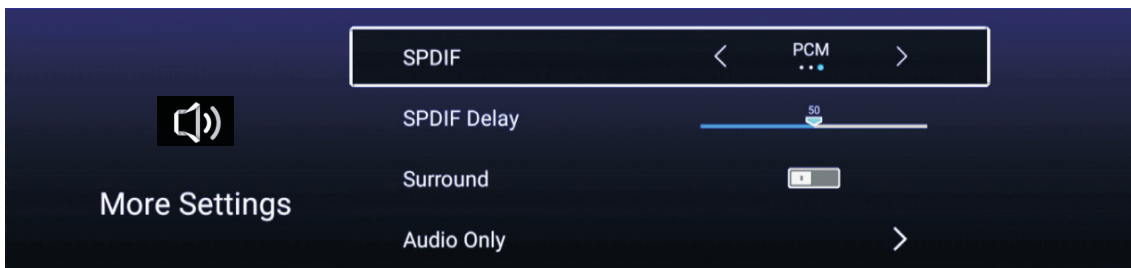 SPDIF
PCM
SPDIF Delay
50
Surround
More Settings
Audio Only